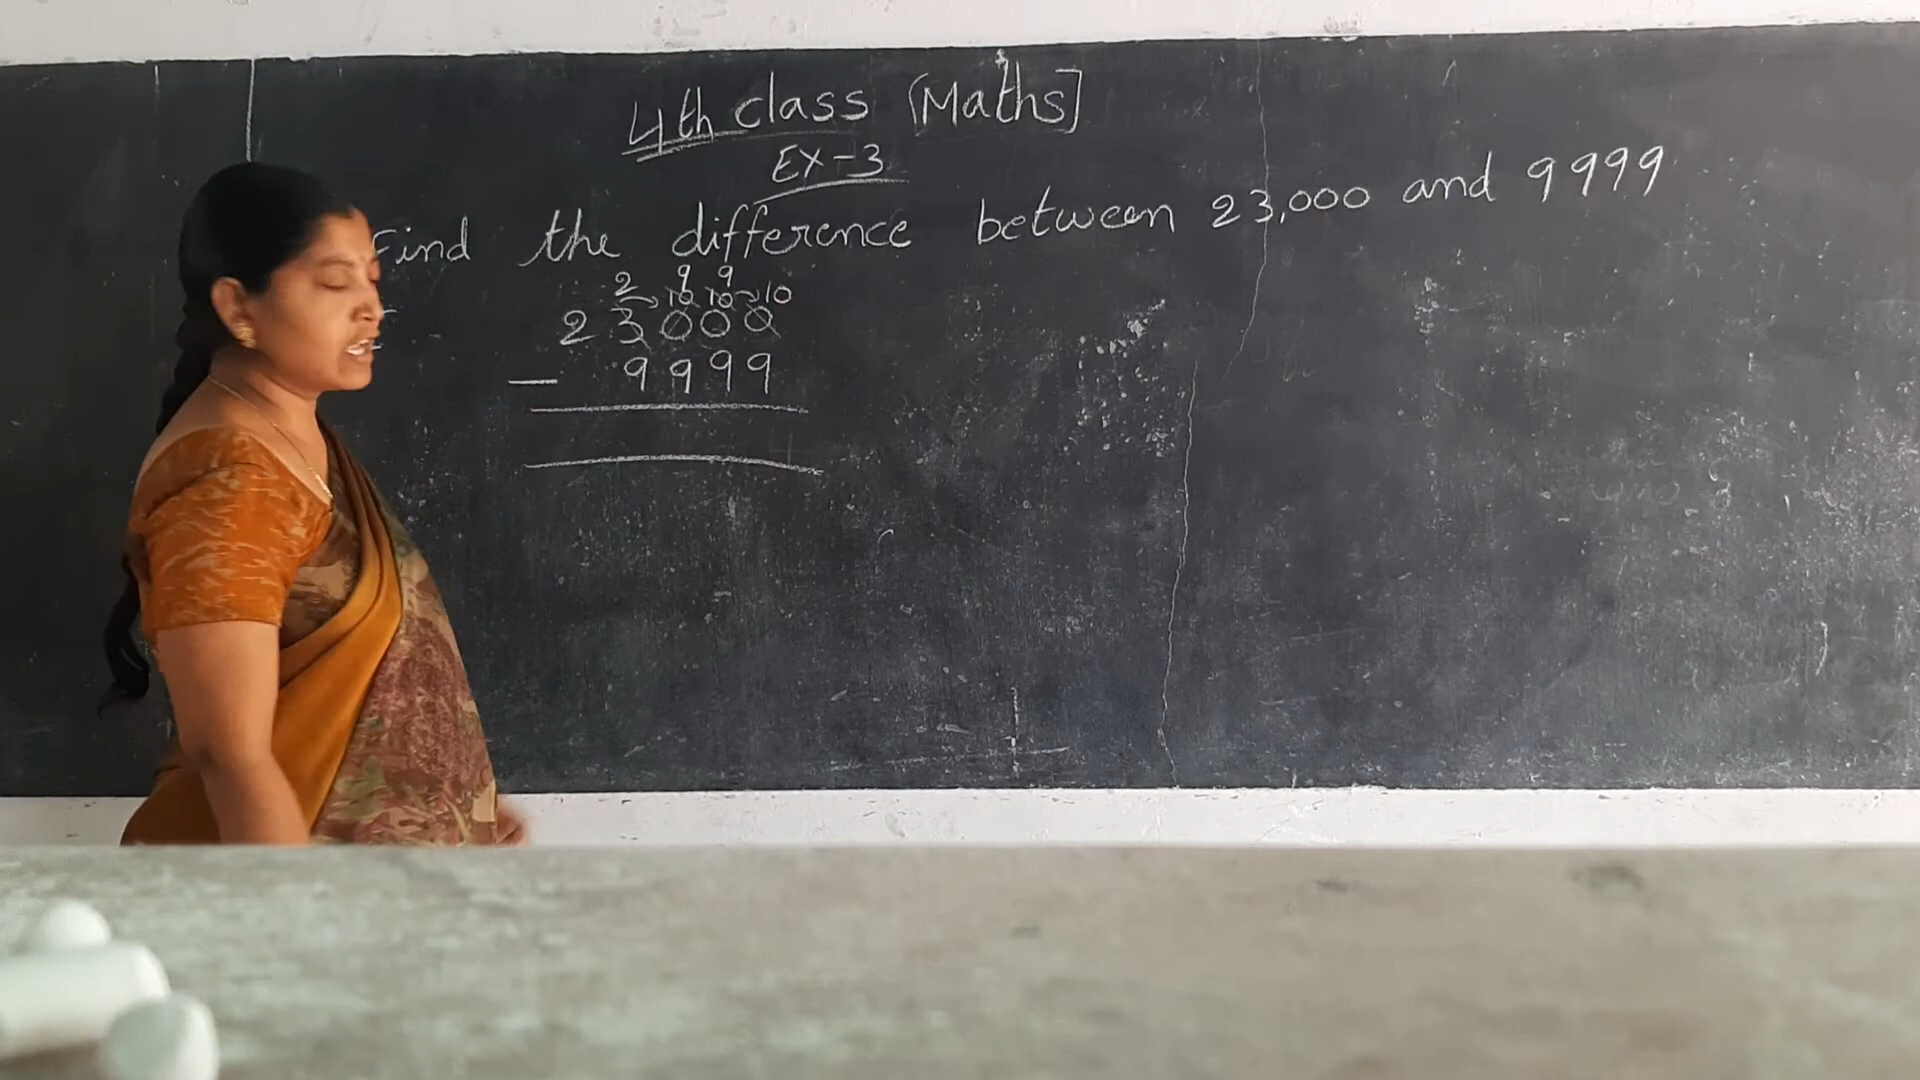 4th class [Maths]
Ex-3
Find the difference between 23,000 and 9999
2 9 9
10 10 10
2 3 0 0 0
- 9 9 9 9